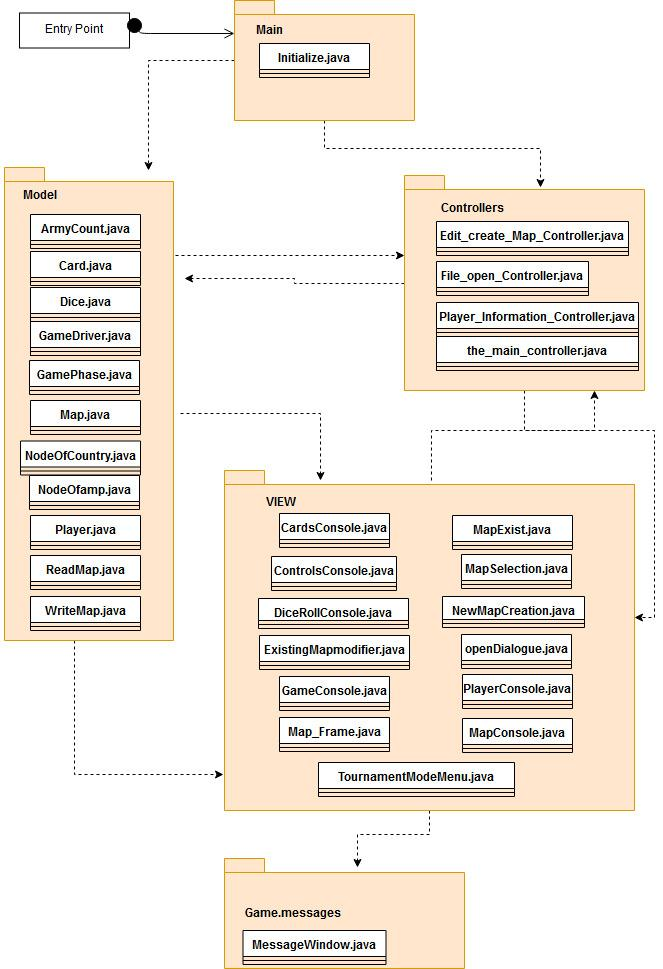 Entry Point
Main
Initialize.java
Model
ArmyCount.java
Card.java
Dice.java
GameDriver.java
GamePhase.java
Map.java
NodeOfCountry.java
NodeOfamp.java
Player.java
ReadMap.java
WriteMap.java
Controllers
Edit_create_Map_Controller.java
File_open_Controller.java
Player_Information_Controller.java
the_main_controller.java
VIEW
CardsConsole.java
ControlsConsole.java
DiceRollConsole.java
ExistingMapmodifier.java
GameConsole.java
Map_Frame.java
MapExist.java
MapSelection.java
NewMapCreation.java
openDialogue.java
PlayerConsole.java
MapConsole.java
TournamentModeMenu.java
Game.messages
MessageWindow.java